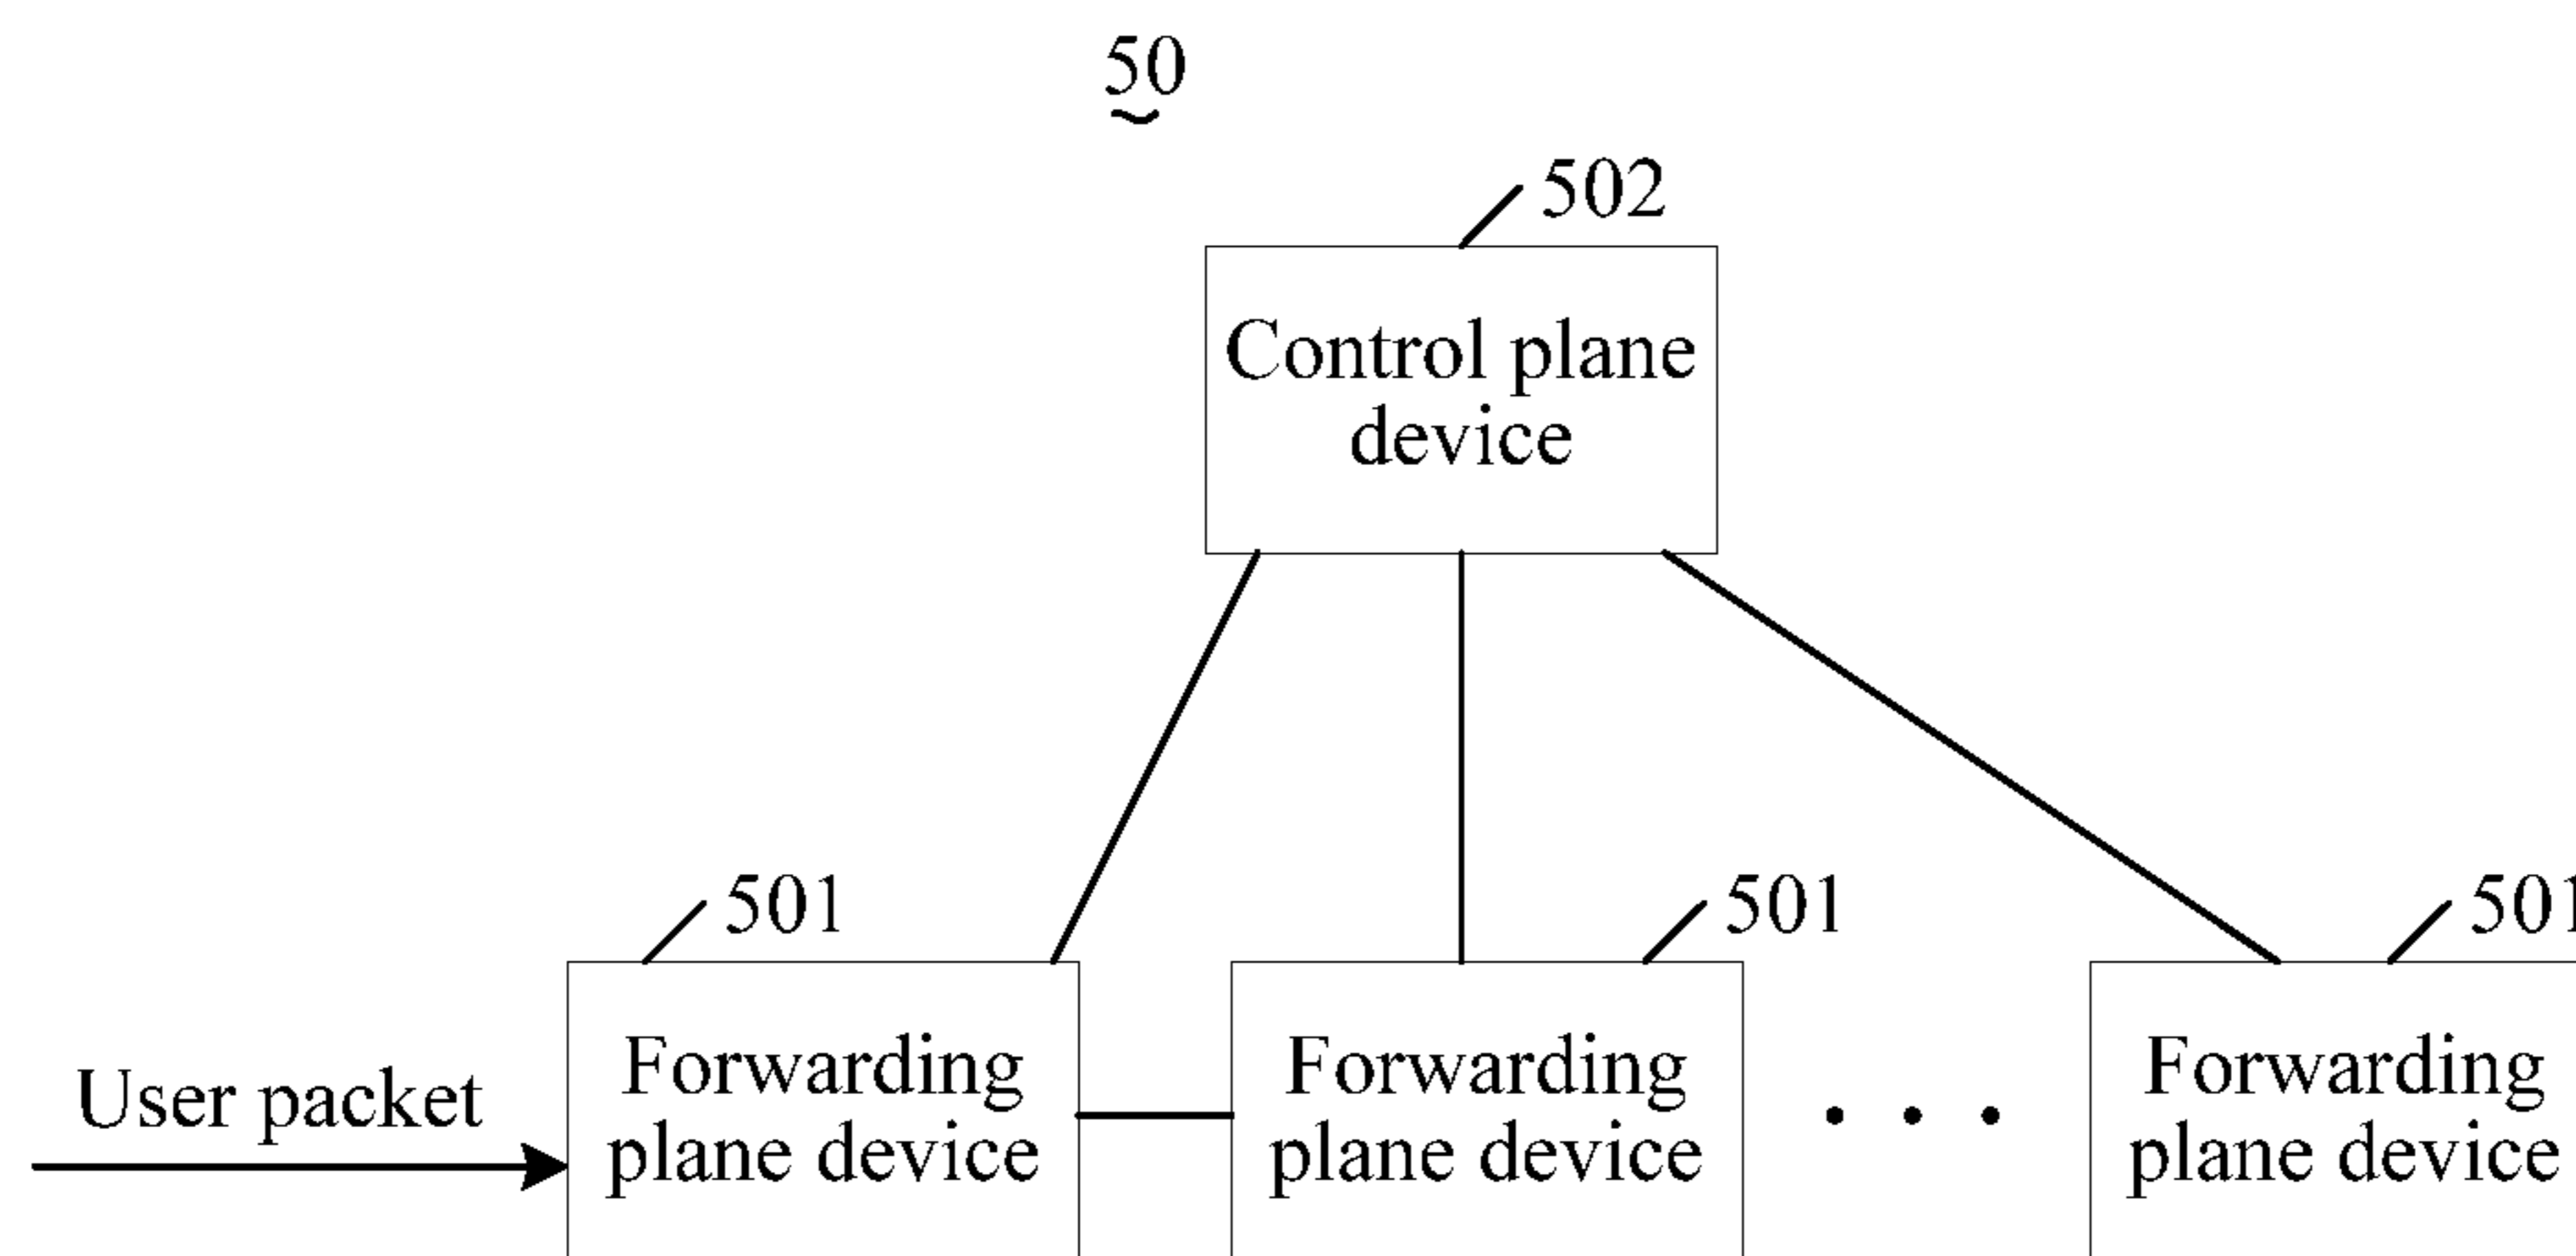 50
502
Control plane
device
501
501
501
User packet
Forwarding
plane device
Forwarding
plane device
Forwarding
plane device